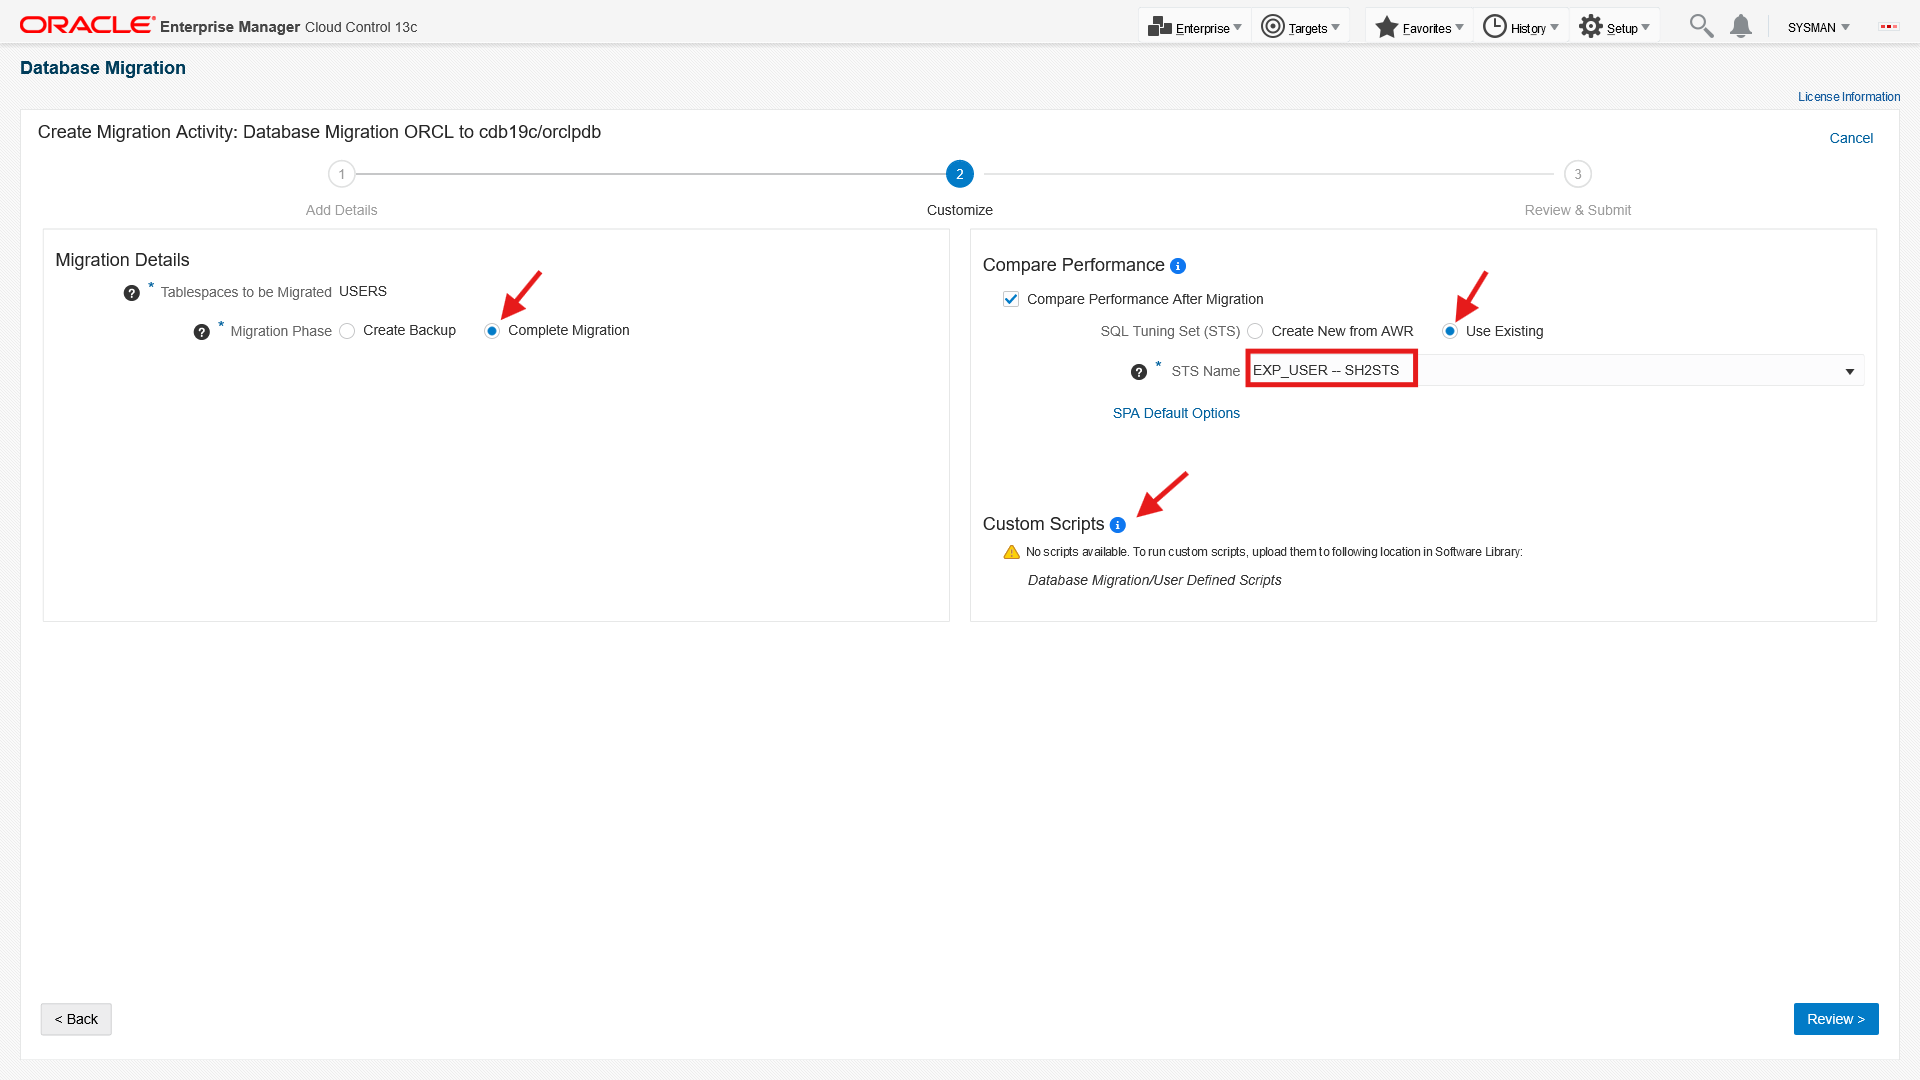 ORACLE Enterprise Manager Cloud Control 13c
Enterprise Targets Favorites History Setup SYSMAN
Database Migration
License Information
Create Migration Activity: Database Migration ORCL to cdb19c/orclpdb
Cancel
1 2 3
Add Details Customize Review & Submit
Migration Details
? * Tablespaces to be Migrated USERS
? * Migration Phase Create Backup Complete Migration
Compare Performance i
Compare Performance After Migration
SQL Tuning Set (STS) Create New from AWR Use Existing
? * STS Name EXP_USER -- SH2STS
SPA Default Options
Custom Scripts i
No scripts available. To run custom scripts, upload them to following location in Software Library:
Database Migration/User Defined Scripts
< Back Review >